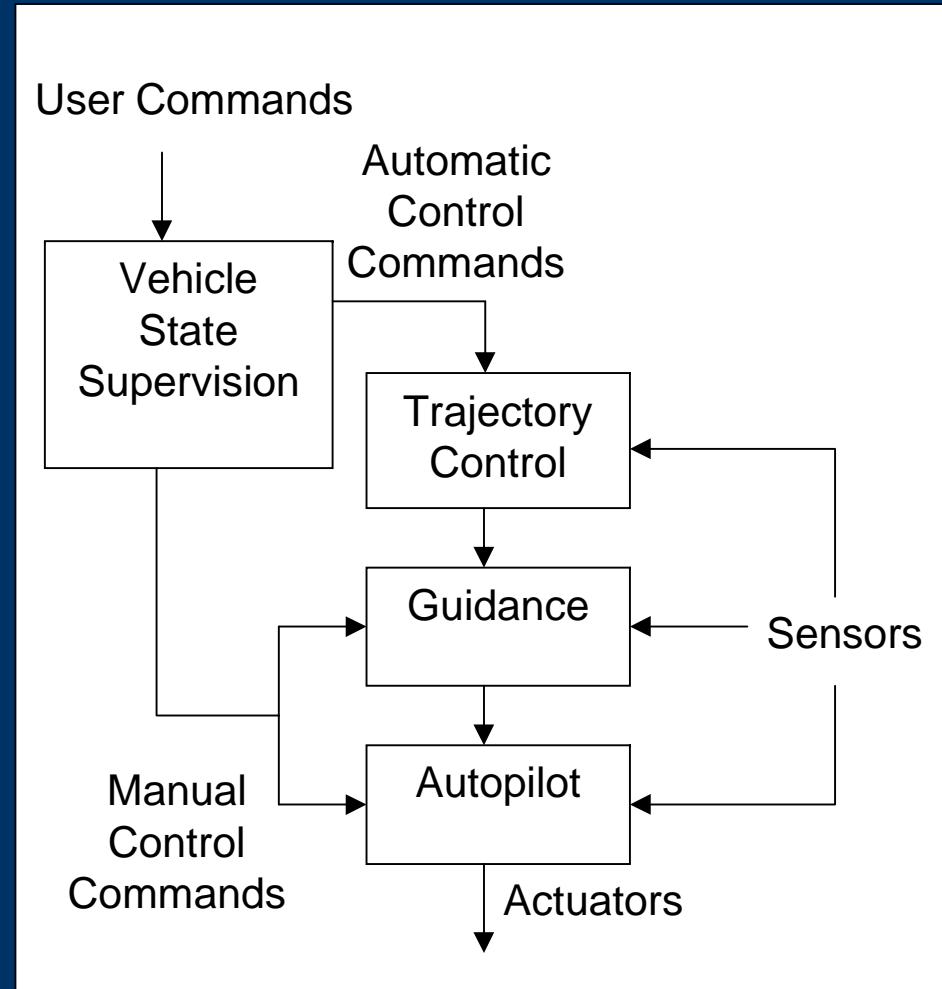 User Commands
Automatic
Control
Commands
Vehicle
State
Supervision
Trajectory
Control
Guidance
Sensors
Autopilot
Manual
Control
Commands
Actuators